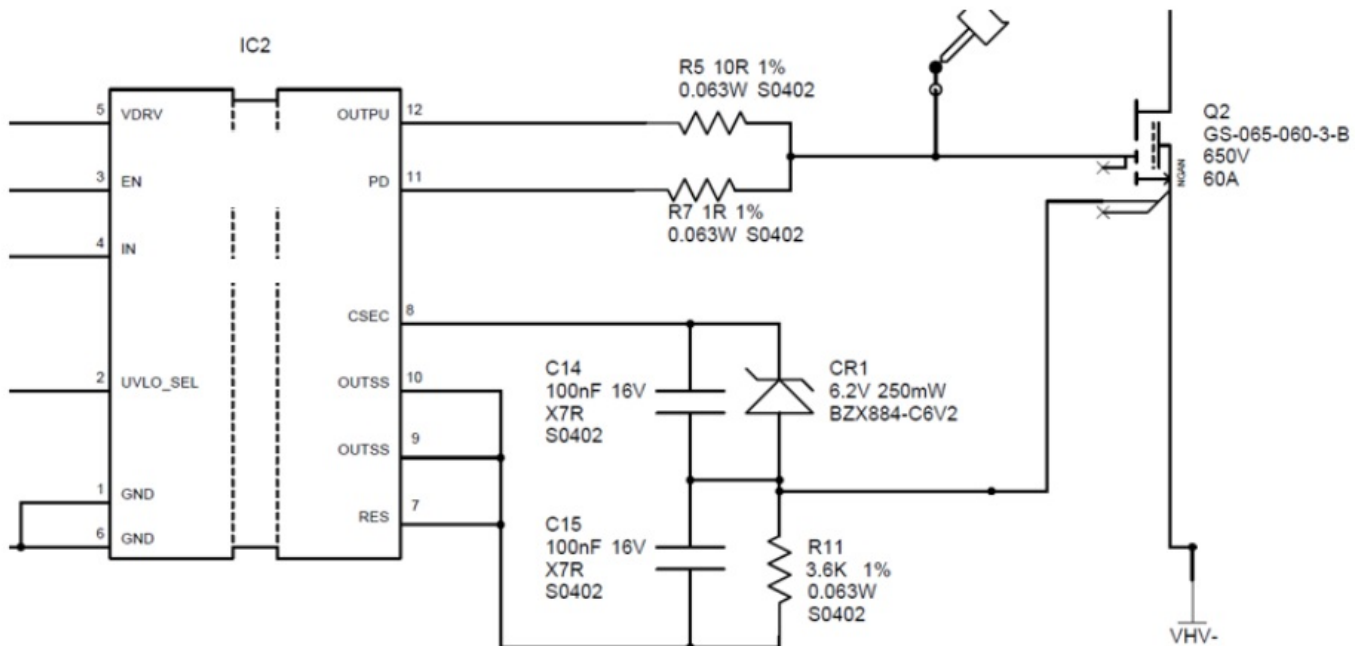 IC2
5 VDRV
3 EN
4 IN
2 UVLO_SEL
1 GND
6 GND
OUTPU 12
PD 11
CSEC 8
OUTSS 10
OUTSS 9
RES 7
R5 10R 1%
0.063W S0402
R7 1R 1%
0.063W S0402
C14
100nF 16V
X7R
S0402
CR1
6.2V 250mW
BZX884-C6V2
C15
100nF 16V
X7R
S0402
R11
3.6K 1%
0.063W
S0402
Q2
GS-065-060-3-B
650V
60A
NGAN
VHV-